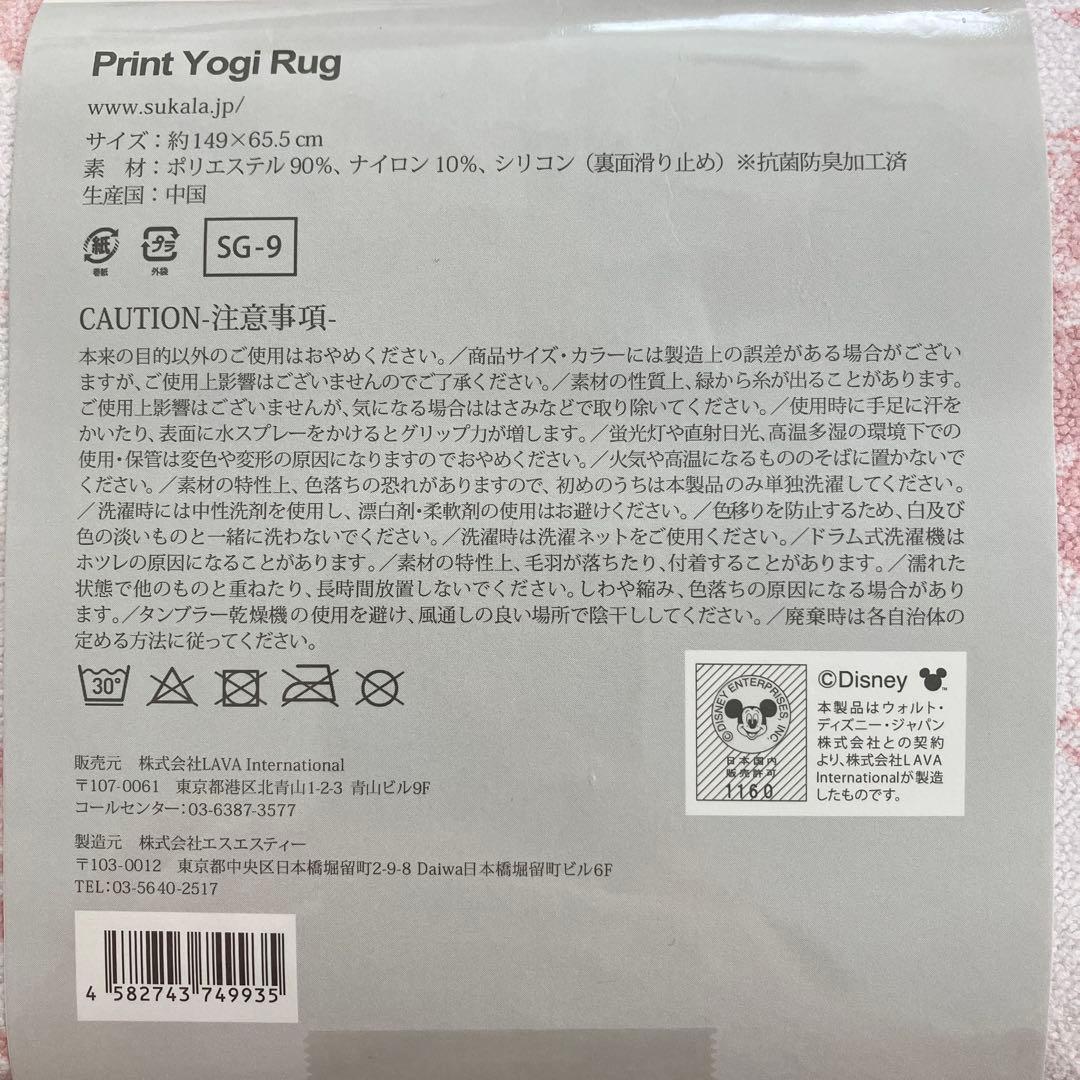 Print Yogi Rug
www.sukala.jp/
サイズ：約149×65.5cm
素　材：ポリエステル90%、ナイロン10%、シリコン（裏面滑り止め）※抗菌防臭加工済
生産国：中国
紙 プラ SG-9
巻紙 外袋
CAUTION-注意事項-
本来の目的以外のご使用はおやめください。／商品サイズ・カラーには製造上の誤差がある場合がござい
ますが、ご使用上影響はございませんのでご了承ください。／素材の性質上、緑から糸が出ることがあります。
ご使用上影響はございませんが、気になる場合ははさみなどで取り除いてください。／使用時に手足に汗を
かいたり、表面に水スプレーをかけるとグリップ力が増します。／蛍光灯や直射日光、高温多湿の環境下での
使用・保管は変色や変形の原因になりますのでおやめください。／火気や高温になるもののそばに置かないで
ください。／素材の特性上、色落ちの恐れがありますので、初めのうちは本製品のみ単独洗濯してください。
／洗濯時には中性洗剤を使用し、漂白剤・柔軟剤の使用はお避けください。／色移りを防止するため、白及び
色の淡いものと一緒に洗わないでください。／洗濯時は洗濯ネットをご使用ください。／ドラム式洗濯機は
ホツレの原因になることがあります。／素材の特性上、毛羽が落ちたり、付着することがあります。／濡れた
状態で他のものと重ねたり、長時間放置しないでください。しわや縮み、色落ちの原因になる場合があり
ます。／タンブラー乾燥機の使用を避け、風通しの良い場所で陰干ししてください。／廃棄時は各自治体の
定める方法に従ってください。
30°
販売元　株式会社LAVA International
〒107-0061　東京都港区北青山1-2-3 青山ビル9F
コールセンター：03-6387-3577
製造元　株式会社エスエスティー
〒103-0012　東京都中央区日本橋堀留町2-9-8 Daiwa日本橋堀留町ビル6F
TEL：03-5640-2517
4 582743 749935
©DISNEY ENTERPRISES, INC.
日本国内
販売許可
1160
©Disney ™
本製品はウォルト・
ディズニー・ジャパン
株式会社との契約
より、株式会社LAVA
Internationalが製造
したものです。